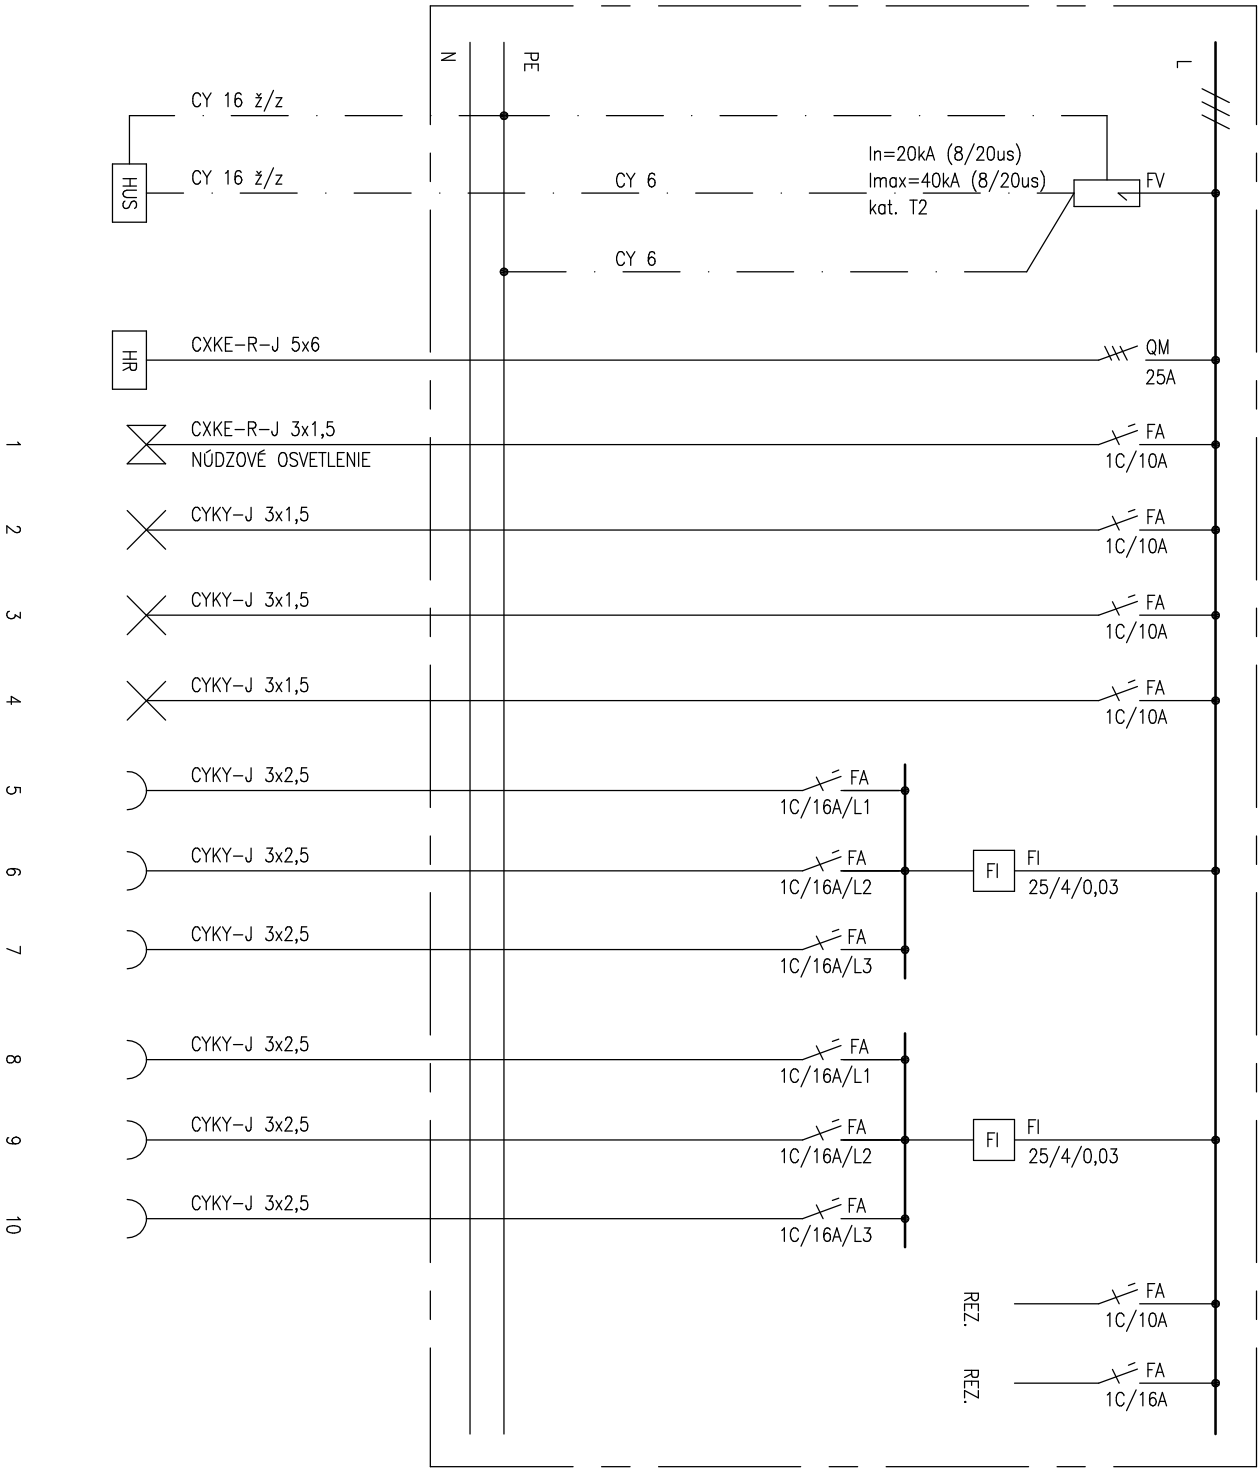 N
PE
L
CY 16 ž/z
In=20kA (8/20us)
HUS
CY 16 ž/z
CY 6
Imax=40kA (8/20us)
FV
kat. T2
CY 6
HR
CXKE-R-J 5x6
QM
25A
1
CXKE-R-J 3x1,5
NÚDZOVÉ OSVETLENIE
FA
1C/10A
2
CYKY-J 3x1,5
FA
1C/10A
3
CYKY-J 3x1,5
FA
1C/10A
4
CYKY-J 3x1,5
FA
1C/10A
5
CYKY-J 3x2,5
FA
1C/16A/L1
6
CYKY-J 3x2,5
FA
1C/16A/L2
FI
FI
25/4/0,03
7
CYKY-J 3x2,5
FA
1C/16A/L3
8
CYKY-J 3x2,5
FA
1C/16A/L1
9
CYKY-J 3x2,5
FA
1C/16A/L2
FI
FI
25/4/0,03
10
CYKY-J 3x2,5
FA
1C/16A/L3
REZ.
FA
1C/10A
REZ.
FA
1C/16A